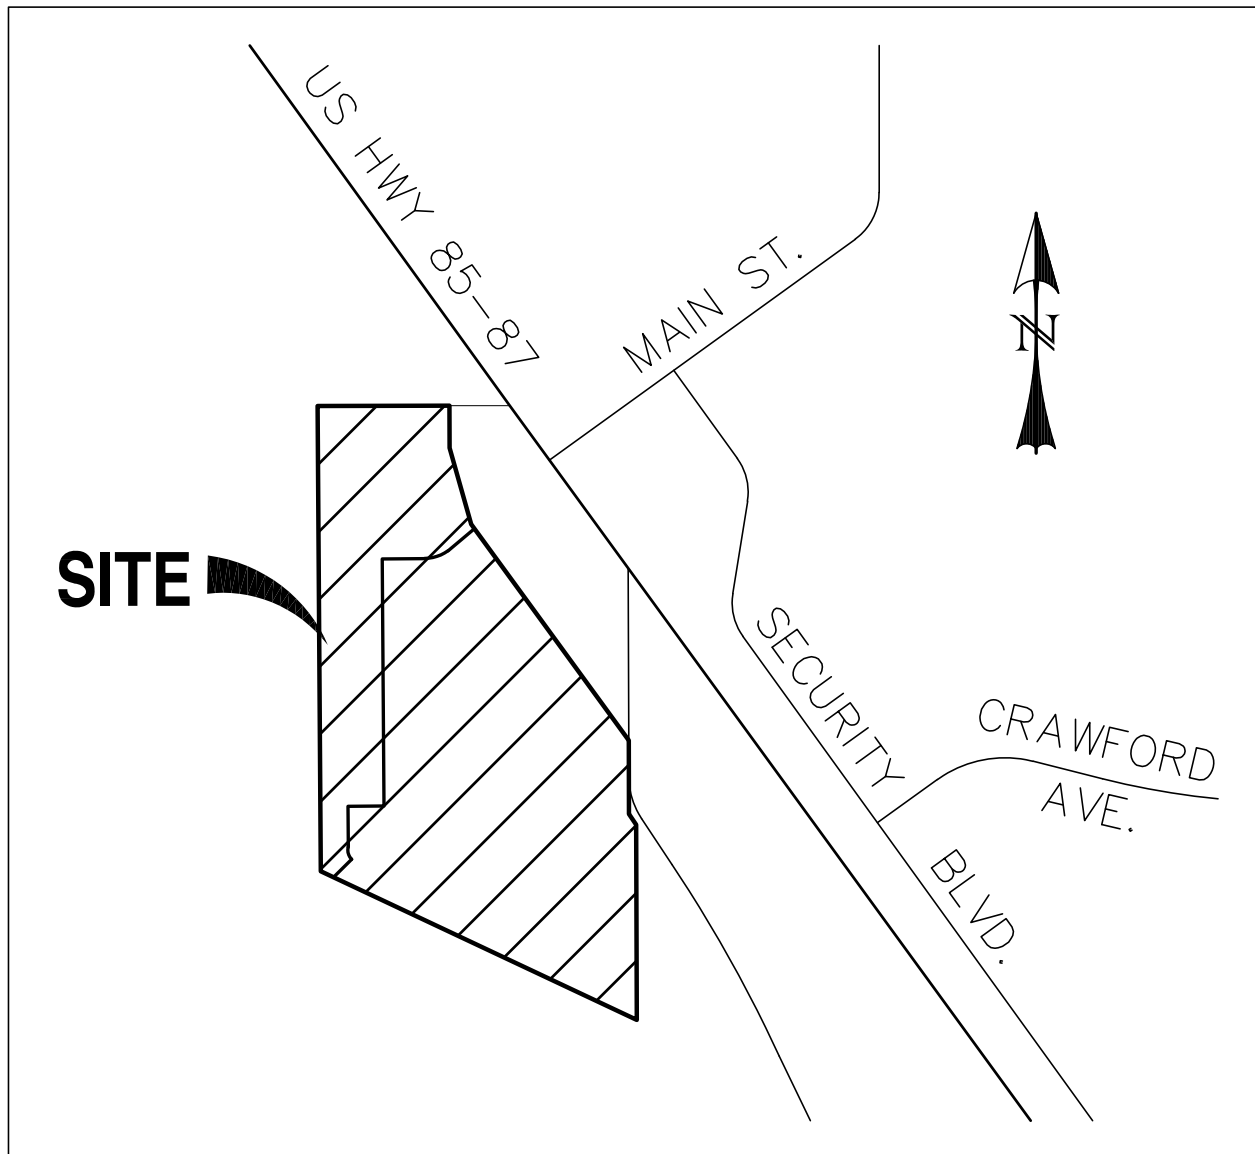 US HWY 85-87
MAIN ST.
N
SITE
SECURITY BLVD.
CRAWFORD
AVE.